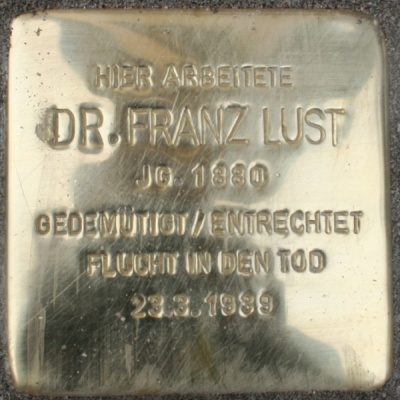 HIER ARBEITETE
DR. FRANZ LUST
JG. 1880
GEDEMÜTIGT / ENTRECHTET
FLUCHT IN DEN TOD
23.3.1939